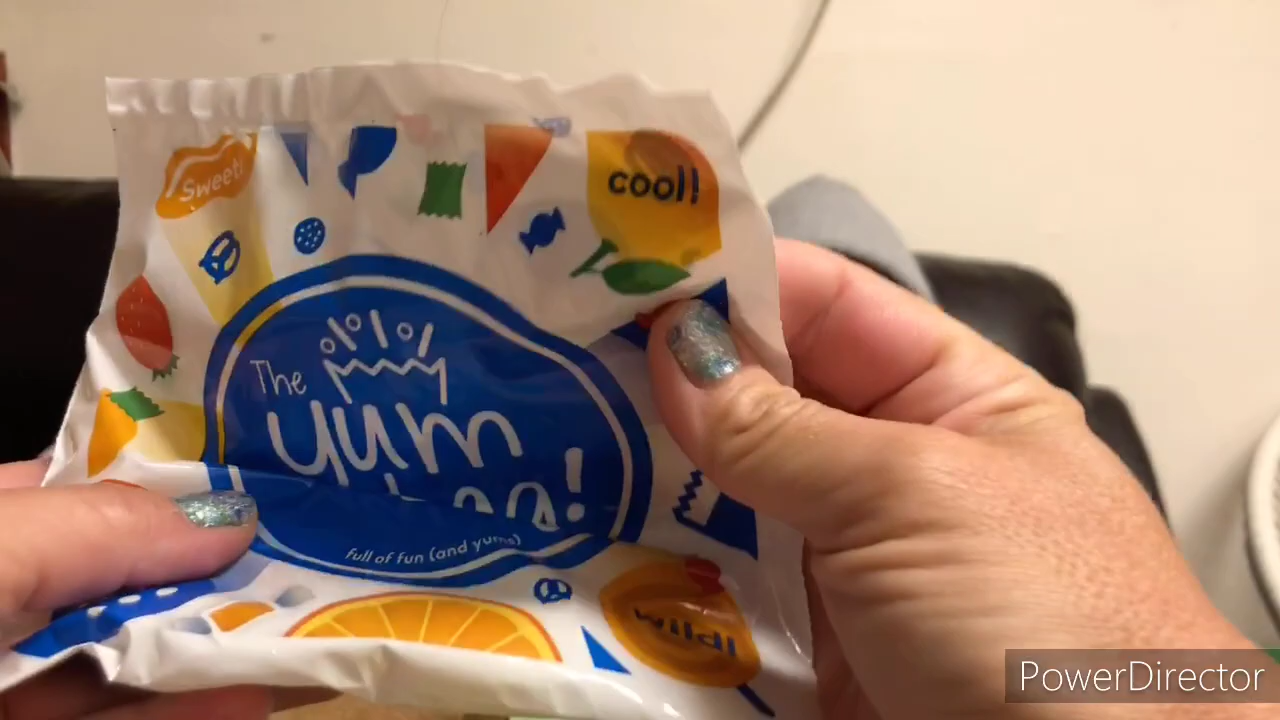 Sweet!
cool!
The
yum
full of fun (and yums)
wild!
PowerDirector